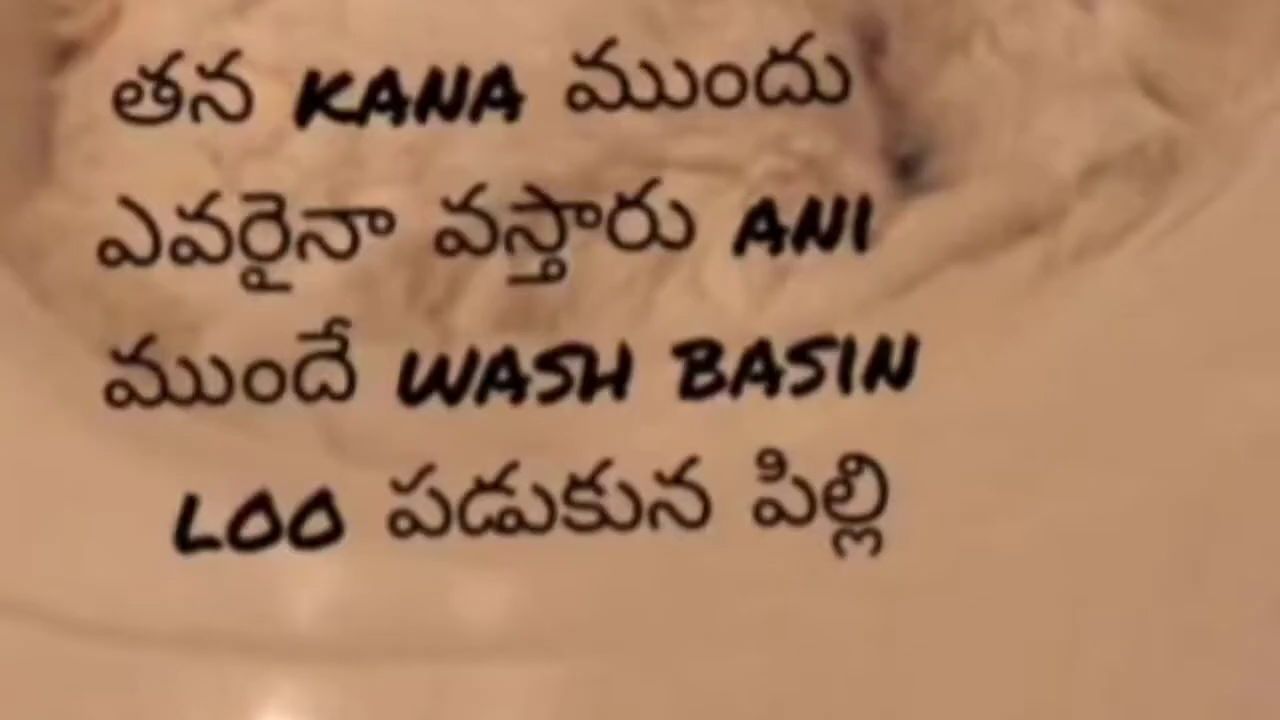 తన KANA ముందు
ఎవరైనా వస్తారు ANI
ముందే WASH BASIN
LOO పడుకున పిల్లి